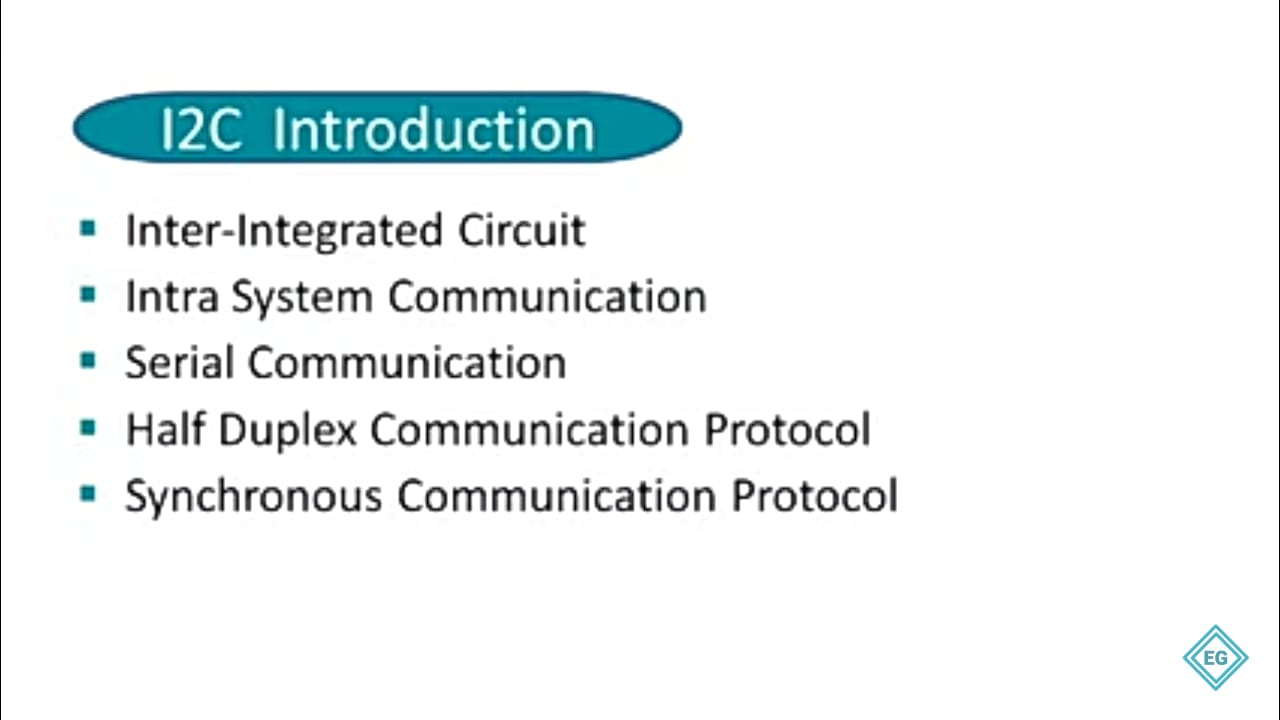 I2C Introduction
Inter-Integrated Circuit
Intra System Communication
Serial Communication
Half Duplex Communication Protocol
Synchronous Communication Protocol
EG